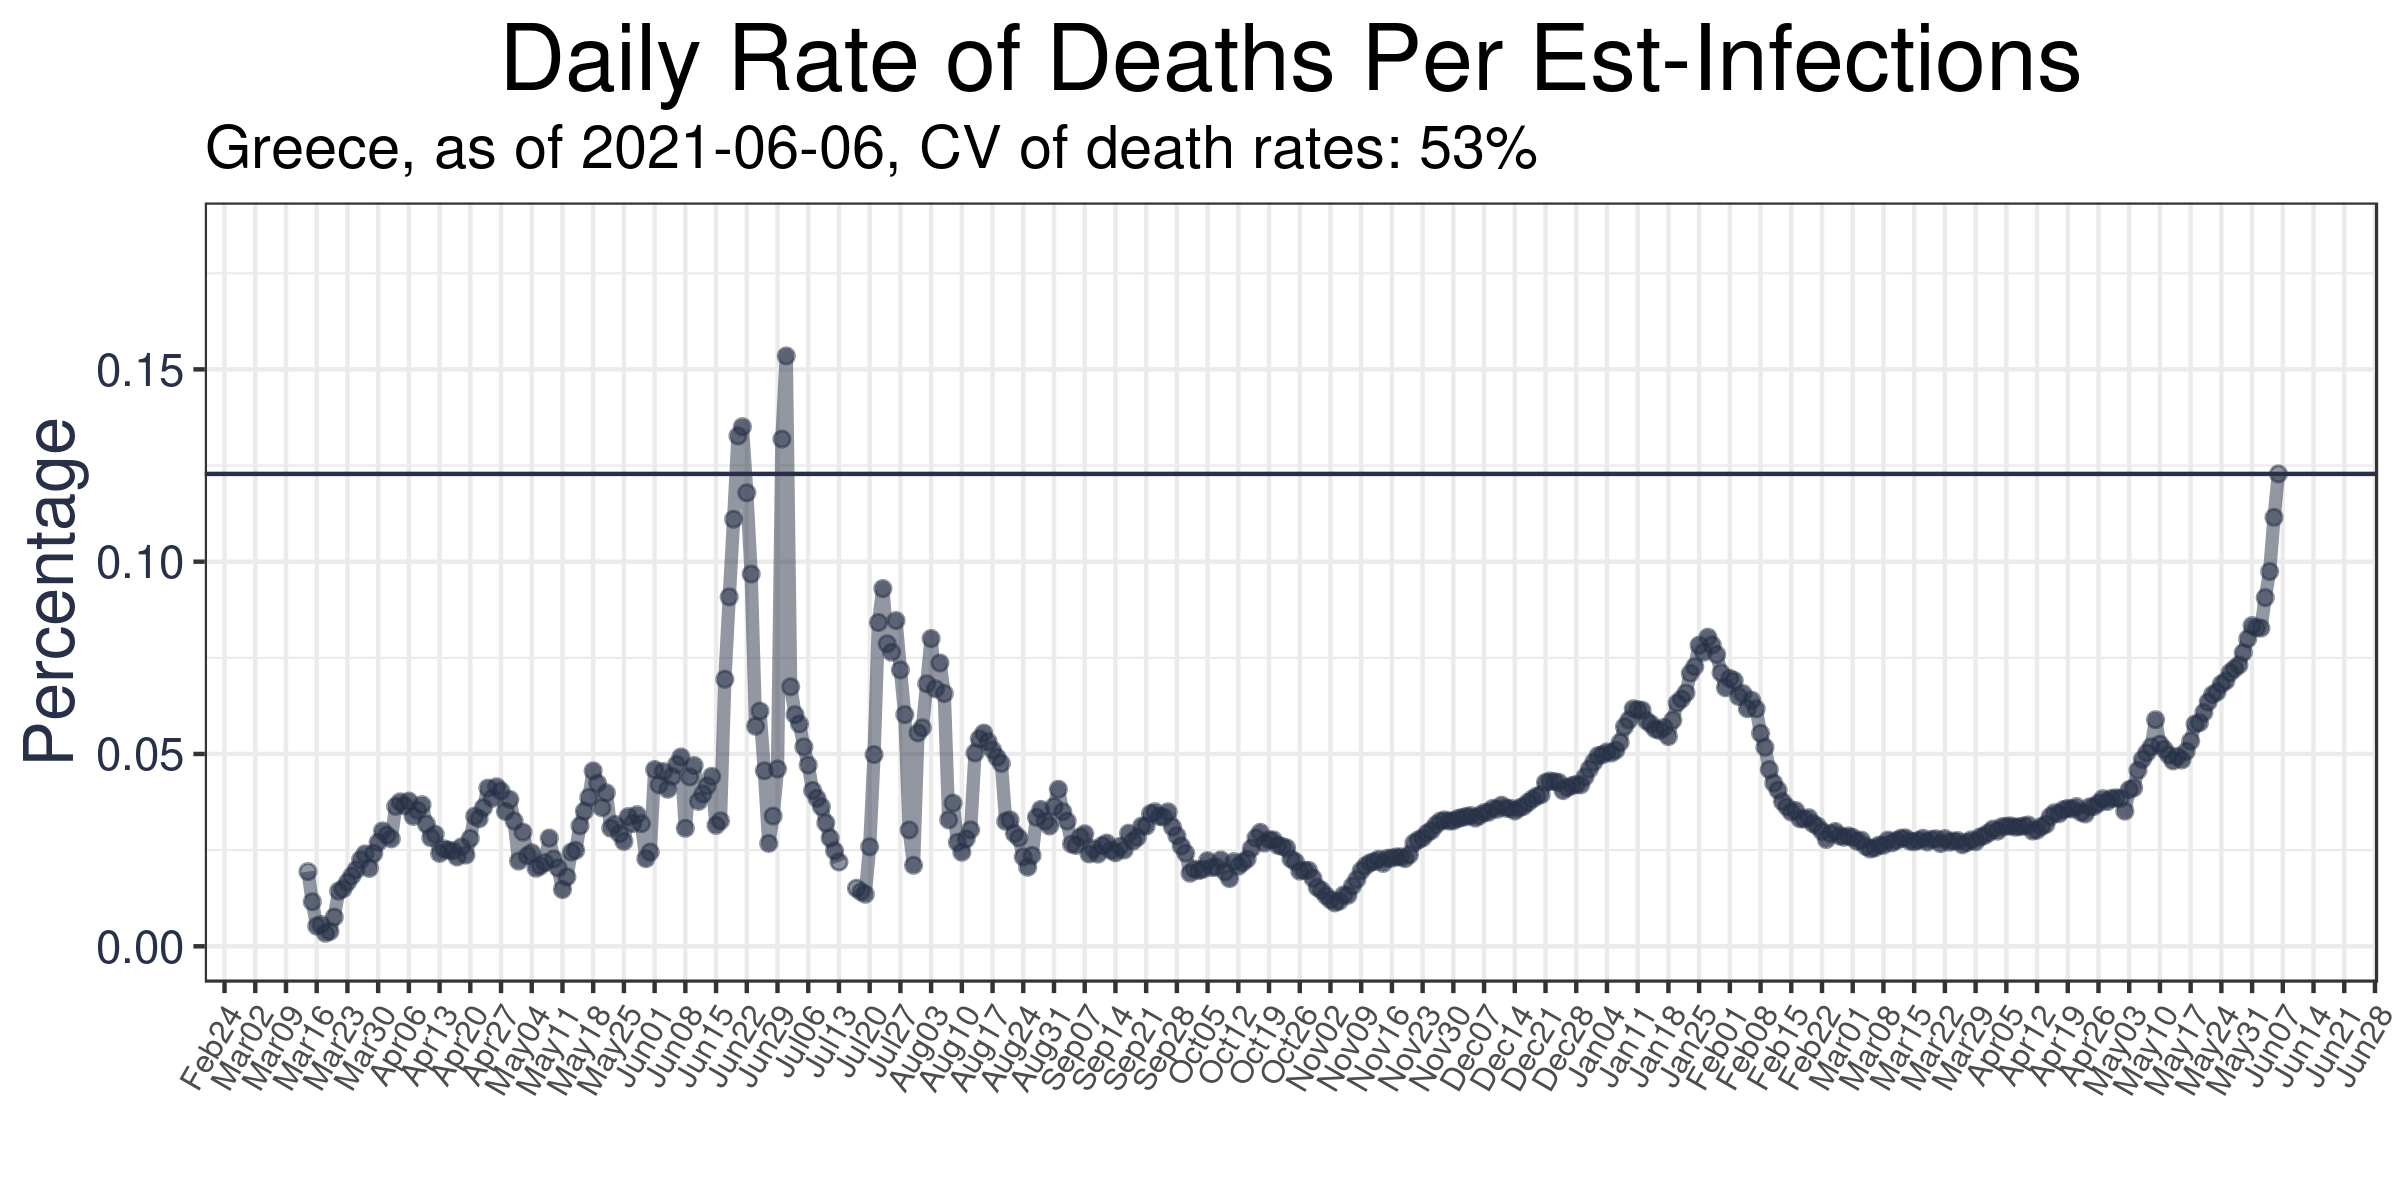 Daily Rate of Deaths Per Est-Infections
Greece, as of 2021-06-06, CV of death rates: 53%
Percentage
0.15
0.10
0.05
0.00
Feb24
Mar02
Mar09
Mar16
Mar23
Mar30
Apr06
Apr13
Apr20
Apr27
May04
May11
May18
May25
Jun01
Jun08
Jun15
Jun22
Jun29
Jul06
Jul13
Jul20
Jul27
Aug03
Aug10
Aug17
Aug24
Aug31
Sep07
Sep14
Sep21
Sep28
Oct05
Oct12
Oct19
Oct26
Nov02
Nov09
Nov16
Nov23
Nov30
Dec07
Dec14
Dec21
Dec28
Jan04
Jan11
Jan18
Jan25
Feb01
Feb08
Feb15
Feb22
Mar01
Mar08
Mar15
Mar22
Mar29
Apr05
Apr12
Apr19
Apr26
May03
May10
May17
May24
May31
Jun07
Jun14
Jun21
Jun28